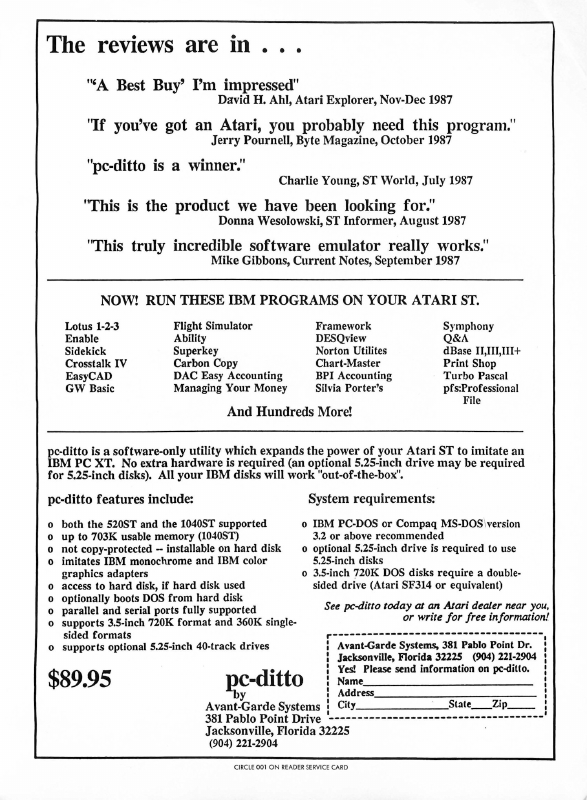 The reviews are in . . .
"'A Best Buy' I'm impressed"
David H. Ahl, Atari Explorer, Nov-Dec 1987
"If you've got an Atari, you probably need this program."
Jerry Pournell, Byte Magazine, October 1987
"pc-ditto is a winner."
Charlie Young, ST World, July 1987
"This is the product we have been looking for."
Donna Wesolowski, ST Informer, August 1987
"This truly incredible software emulator really works."
Mike Gibbons, Current Notes, September 1987
NOW! RUN THESE IBM PROGRAMS ON YOUR ATARI ST.
Lotus 1-2-3 Flight Simulator Framework Symphony
Enable Ability DESQview Q&A
Sidekick Superkey Norton Utilites dBase II,III,III+
Crosstalk IV Carbon Copy Chart-Master Print Shop
EasyCAD DAC Easy Accounting BPI Accounting Turbo Pascal
GW Basic Managing Your Money Silvia Porter's pfs:Professional
File
And Hundreds More!
pc-ditto is a software-only utility which expands the power of your Atari ST to imitate an
IBM PC XT. No extra hardware is required (an optional 5.25-inch drive may be required
for 5.25-inch disks). All your IBM disks will work "out-of-the-box".
pc-ditto features include:
o both the 520ST and the 1040ST supported
o up to 703K usable memory (1040ST)
o not copy-protected -- installable on hard disk
o imitates IBM monochrome and IBM color
graphics adapters
o access to hard disk, if hard disk used
o optionally boots DOS from hard disk
o parallel and serial ports fully supported
o supports 3.5-inch 720K format and 360K single-
sided formats
o supports optional 5.25-inch 40-track drives
System requirements:
o IBM PC-DOS or Compaq MS-DOS version
3.2 or above recommended
o optional 5.25-inch drive is required to use
5.25-inch disks
o 3.5-inch 720K DOS disks require a double-
sided drive (Atari SF314 or equivalent)
See pc-ditto today at an Atari dealer near you,
or write for free information!
$89.95
pc-ditto
by
Avant-Garde Systems
381 Pablo Point Drive
Jacksonville, Florida 32225
(904) 221-2904
Avant-Garde Systems, 381 Pablo Point Dr.
Jacksonville, Florida 32225 (904) 221-2904
Yes! Please send information on pc-ditto.
Name
Address
City State Zip
CIRCLE 001 ON READER SERVICE CARD